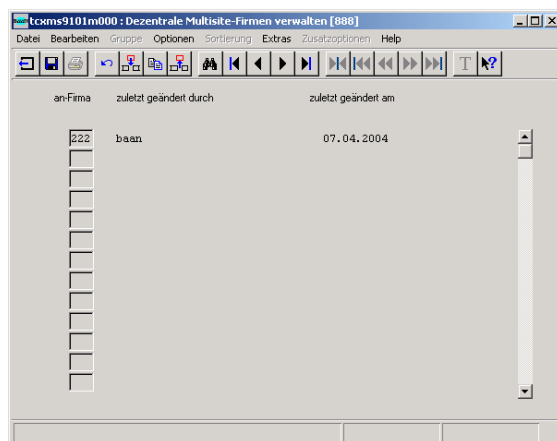 tcxms9101m000 : Dezentrale Multisite-Firmen verwalten [888]
Datei Bearbeiten Gruppe Optionen Sortierung Extras Zusatzoptionen Help
T ?
an-Firma zuletzt geändert durch zuletzt geändert am
222 baan 07.04.2004